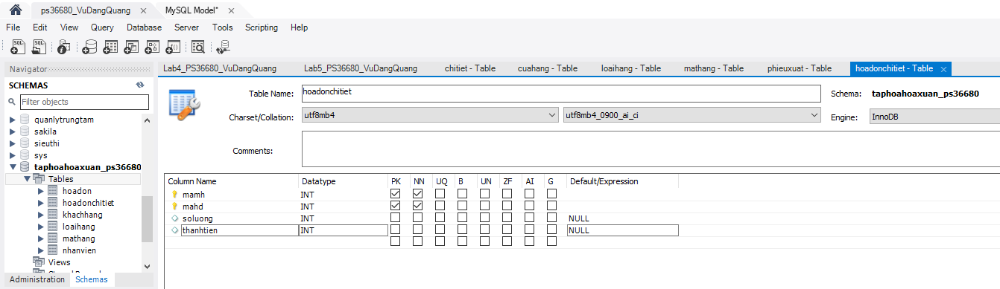 ps36680_VuDangQuang × MySQL Model* ×
File Edit View Query Database Server Tools Scripting Help
Navigator
SCHEMAS
Filter objects
quanlytrungtam
sakila
sieuthi
sys
taphoahoaxuan_ps36680
Tables
hoadon
hoadonchitiet
khachhang
loaihang
mathang
nhanvien
Views
Administration Schemas
Lab4_PS36680_VuDangQuang Lab5_PS36680_VuDangQuang chitiet - Table cuahang - Table loaihang - Table mathang - Table phieuxuat - Table hoadonchitiet - Table ×
Table Name: hoadonchitiet Schema: taphoahoaxuan_ps36680
Charset/Collation: utf8mb4 utf8mb4_0900_ai_ci Engine: InnoDB
Comments:
Column Name Datatype PK NN UQ B UN ZF AI G Default/Expression
mamh INT
mahd INT
soluong INT NULL
thanhtien INT NULL